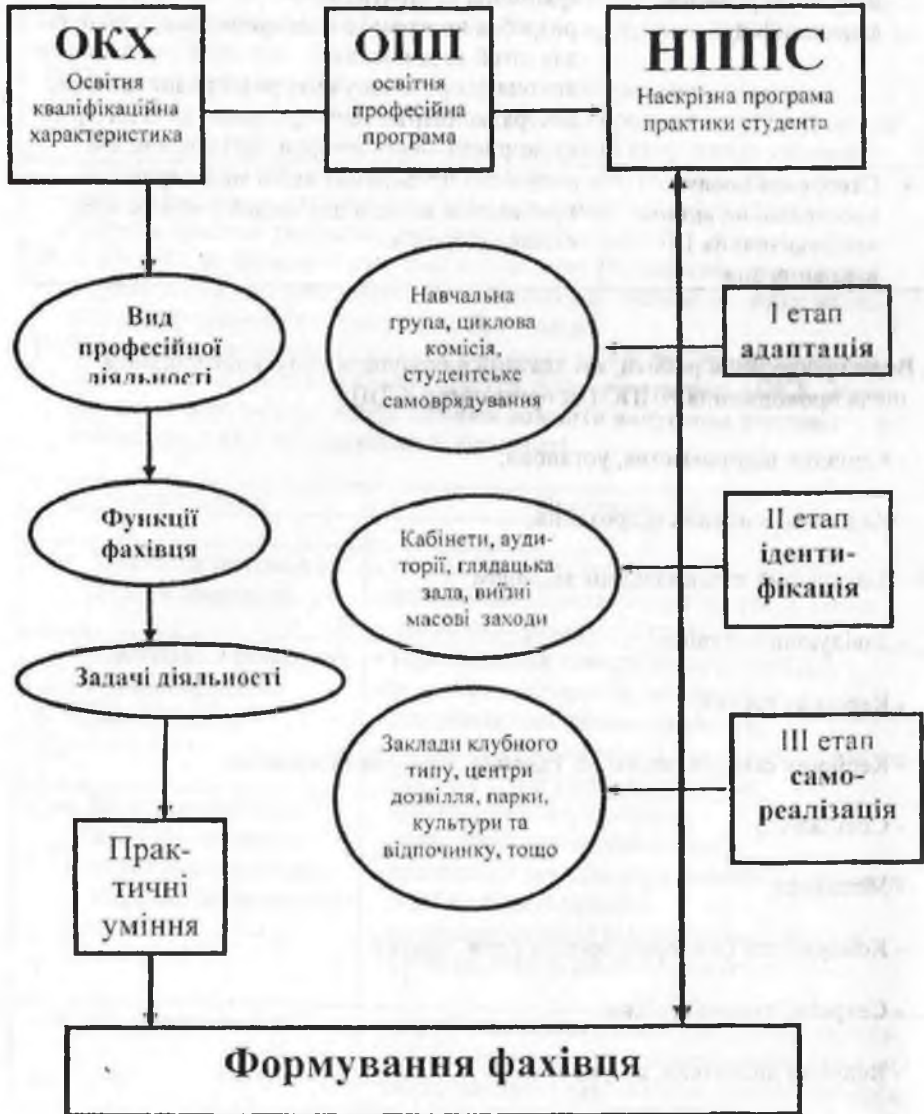 ОКХ
Освітня
кваліфікаційна
характеристика
ОПП
освітня
професійна
програма
НППС
Наскрізна програма
практики студента
Вид
професійної
діяльності
Навчальна
група, циклова
комісія,
студентське
самоврядування
І етап
адаптація
Функції
фахівця
Кабінети, ауди-
торії, глядацька
зала, виїзні
масові заходи
ІІ етап
іденти-
фікація
Задачі діяльності
Заклади клубного
типу, центри
дозвілля, парки,
культури та
відпочинку, тощо
ІІІ етап
само-
реалізація
Прак-
тичні
уміння
Формування фахівця